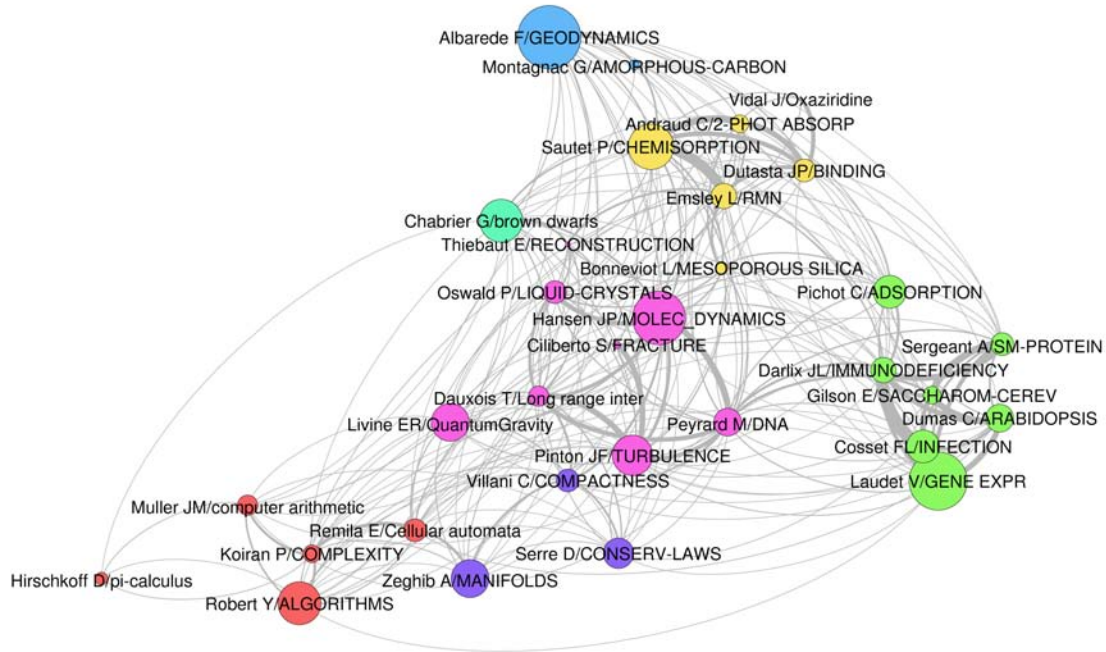 Albarede F/GEODYNAMICS
Montagnac G/AMORPHOUS-CARBON
Vidal J/Oxaziridine
Andraud C/2-PHOT ABSORP
Sautet P/CHEMISORPTION
Dutasta JP/BINDING
Emsley L/RMN
Chabrier G/brown dwarfs
Thiebaut E/RECONSTRUCTION
Bonneviot L/MESOPOROUS SILICA
Oswald P/LIQUID-CRYSTALS
Pichot C/ADSORPTION
Hansen JP/MOLEC_DYNAMICS
Ciliberto S/FRACTURE
Sergeant A/SM-PROTEIN
Darlix JL/IMMUNODEFICIENCY
Gilson E/SACCHAROM-CEREV
Dauxois T/Long range inter
Dumas C/ARABIDOPSIS
Livine ER/QuantumGravity
Peyrard M/DNA
Cosset FL/INFECTION
Pinton JF/TURBULENCE
Villani C/COMPACTNESS
Laudet V/GENE EXPR
Muller JM/computer arithmetic
Remila E/Cellular automata
Koiran P/COMPLEXITY
Serre D/CONSERV-LAWS
Hirschkoff D/pi-calculus
Zeghib A/MANIFOLDS
Robert Y/ALGORITHMS